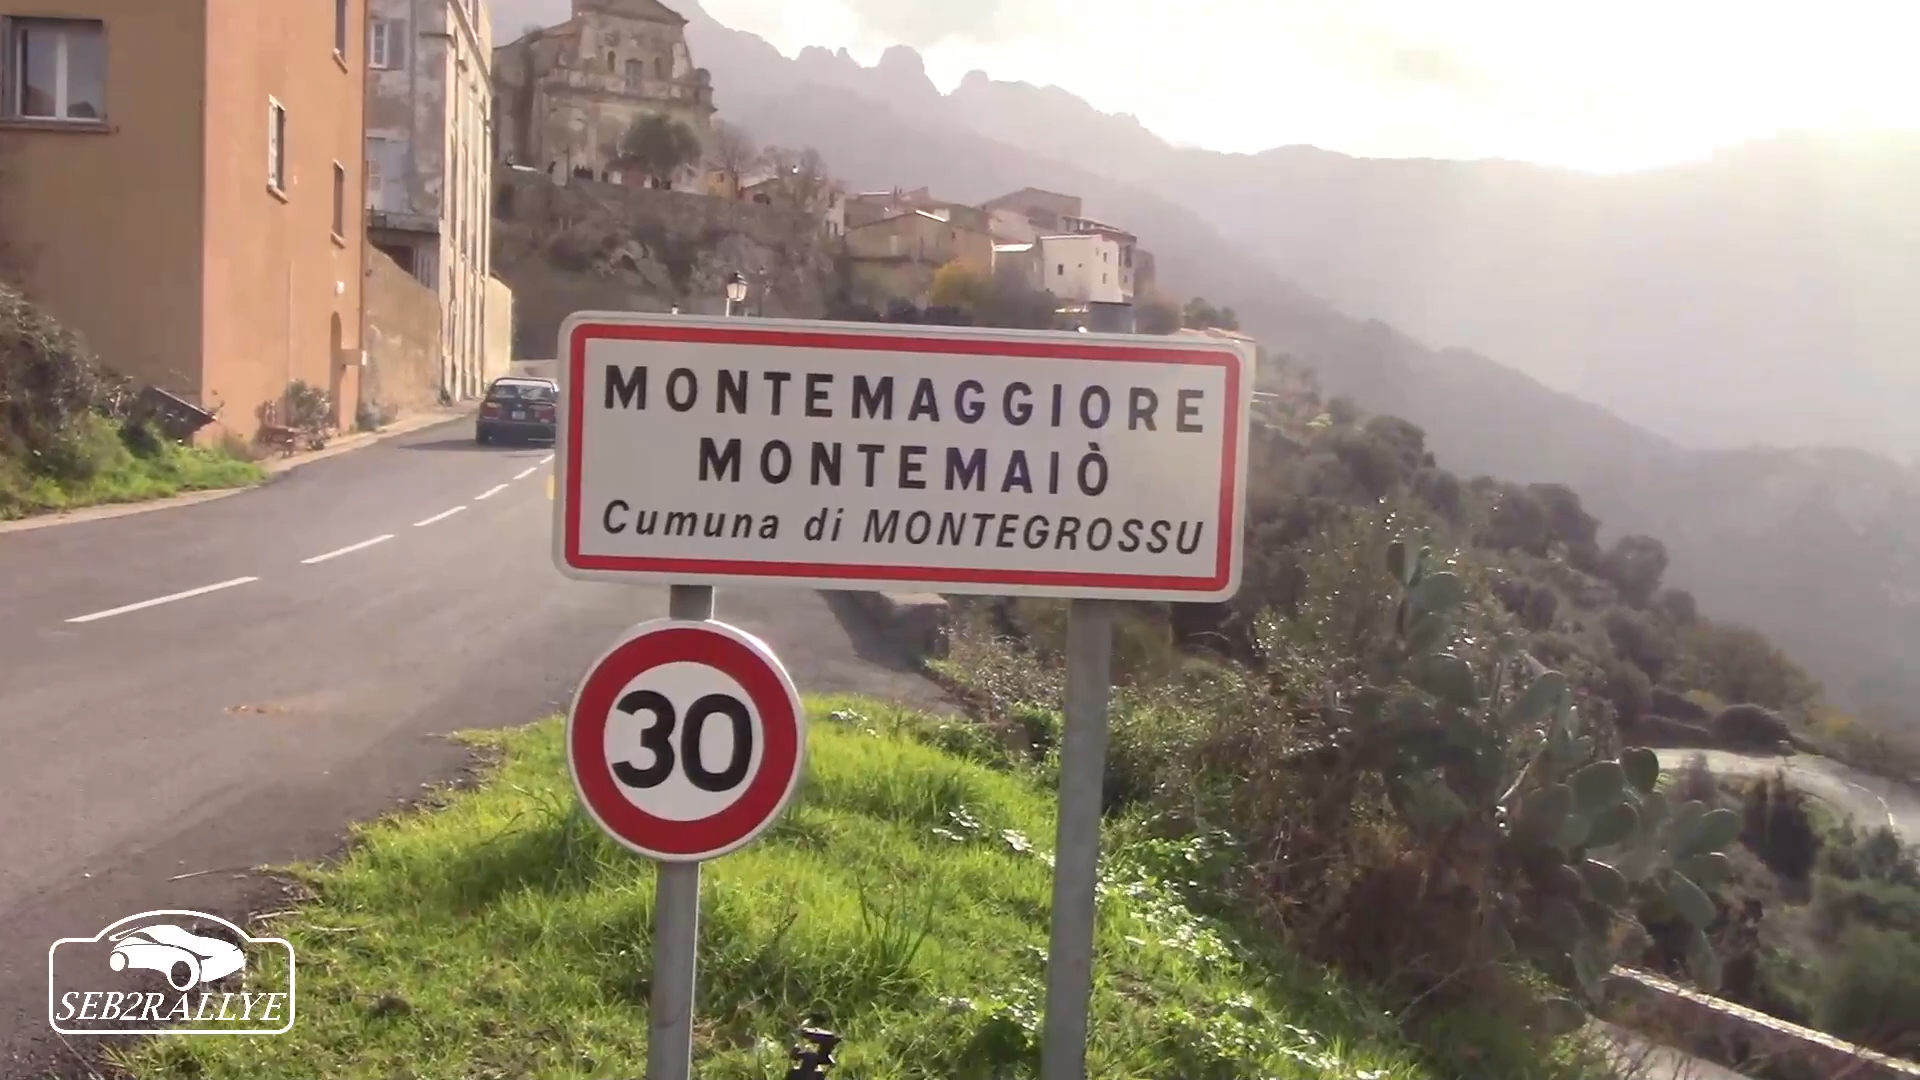 MONTEMAGGIORE
MONTEMAIÒ
Cumuna di MONTEGROSSU
30
SEB2RALLYE